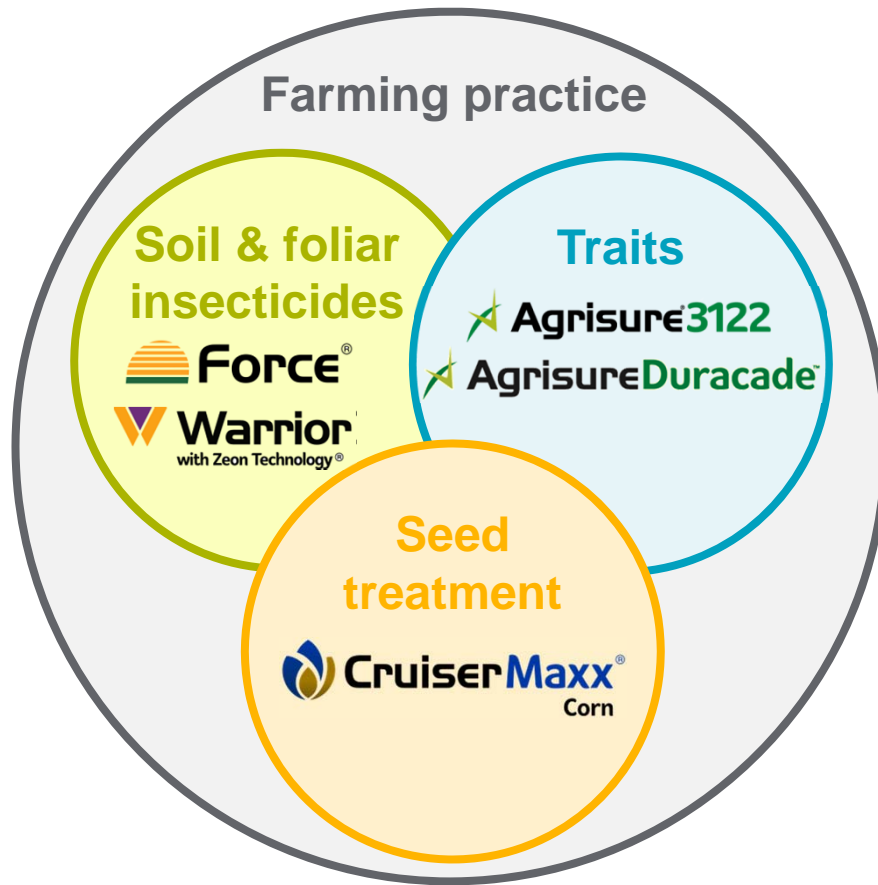 Farming practice
Soil & foliar
insecticides
Force®
Warrior
with Zeon Technology®
Traits
Agrisure®3122
AgrisureDuracade™
Seed
treatment
CruiserMaxx®
Corn